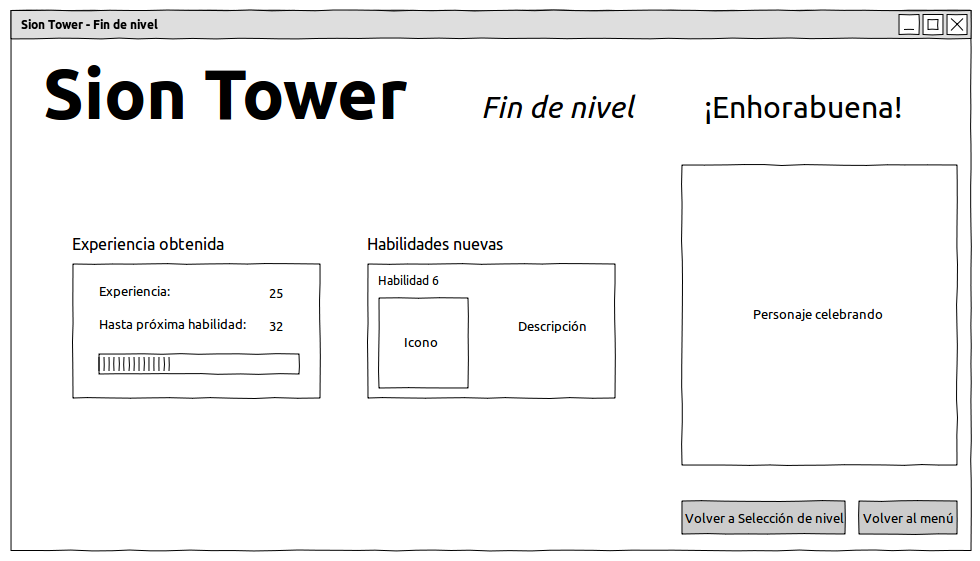 Sion Tower - Fin de nivel
Sion Tower
Fin de nivel
¡Enhorabuena!
Experiencia obtenida
Experiencia: 25
Hasta próxima habilidad: 32
Habilidades nuevas
Habilidad 6
Icono
Descripción
Personaje celebrando
Volver a Selección de nivel
Volver al menú